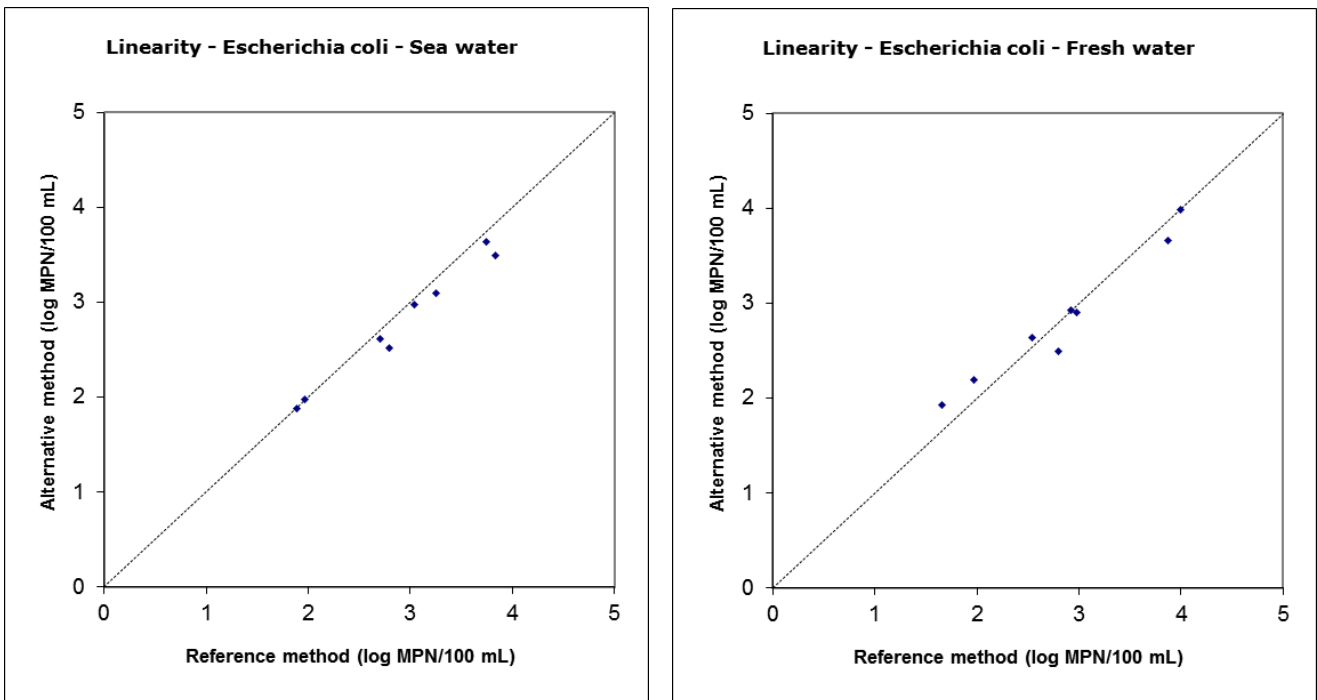 Linearity - Escherichia coli - Sea water
5
4
3
2
1
0
0 1 2 3 4 5
Alternative method (log MPN/100 mL)
Reference method (log MPN/100 mL)
Linearity - Escherichia coli - Fresh water
5
4
3
2
1
0
0 1 2 3 4 5
Alternative method (log MPN/100 mL)
Reference method (log MPN/100 mL)